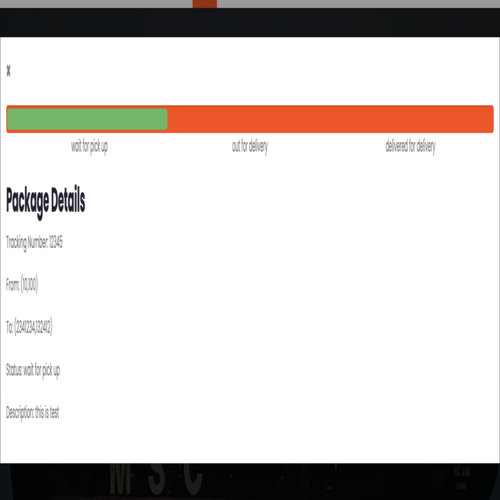 x
wait for pick up out for delivery delivered for delivery
Package Details
Tracking Number: 12345
From: (10,100)
To: (2341234,132412)
Status: wait for pick up
Description: this is test
M S C